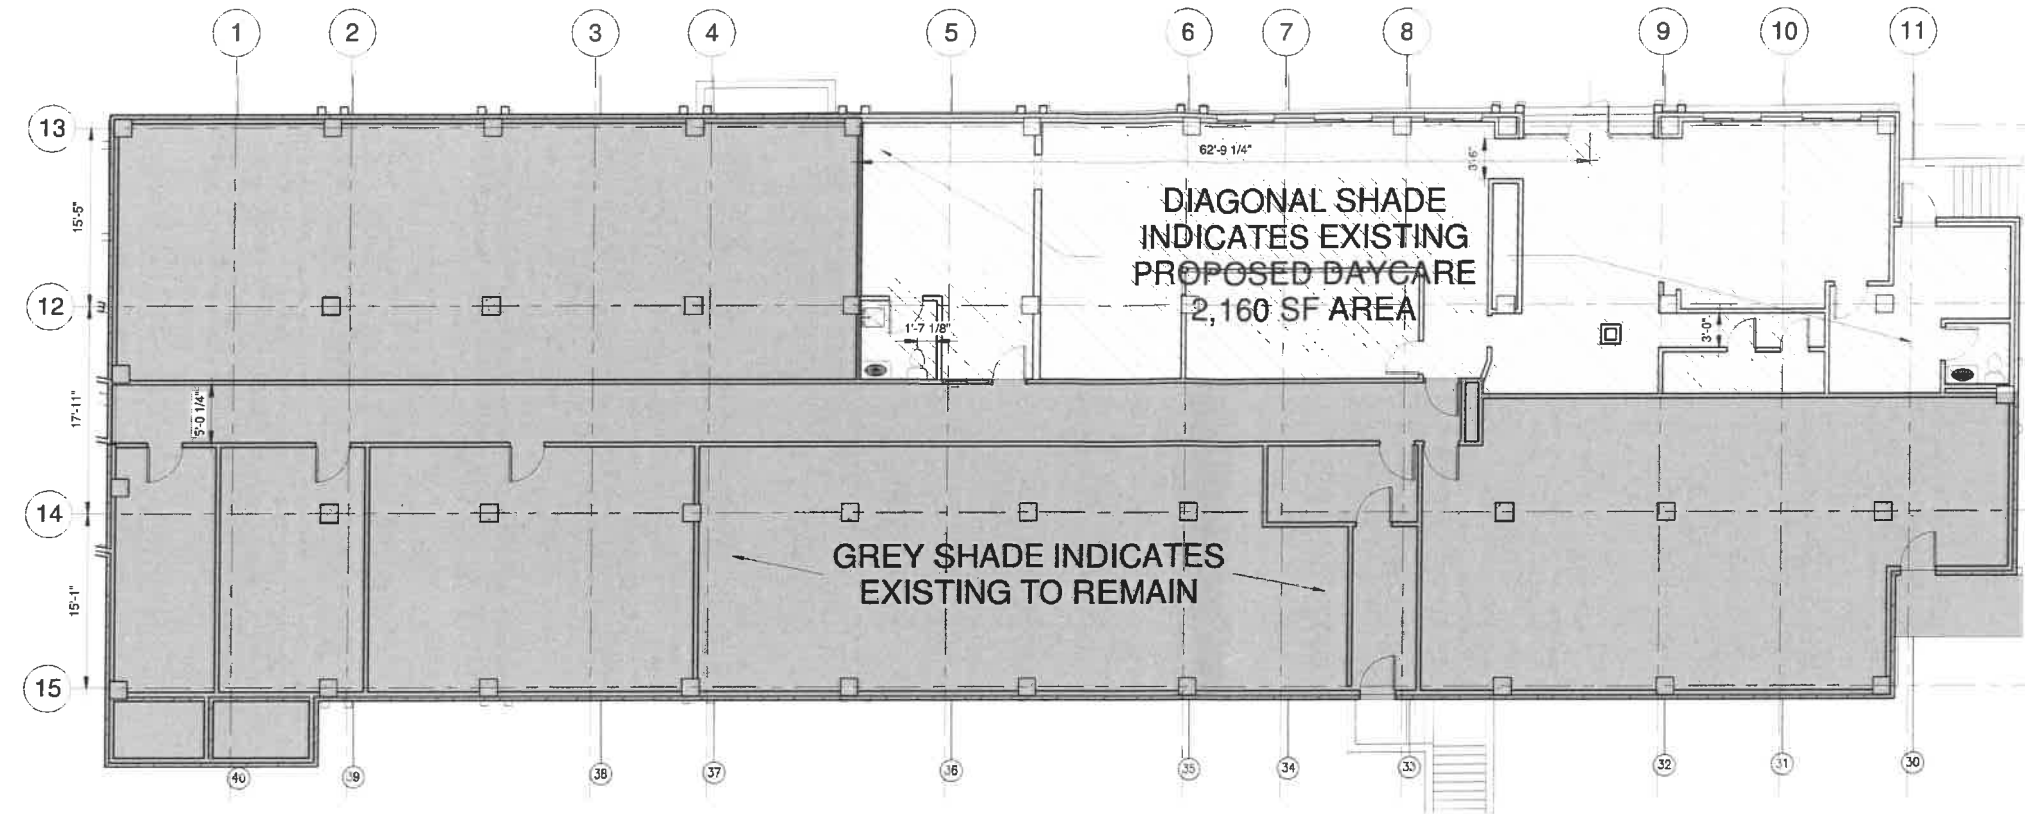 1 2 3 4 5 6 7 8 9 10 11
13
62'-9 1/4"
3'-6"
15'-5"
DIAGONAL SHADE
INDICATES EXISTING
PROPOSED DAYCARE
2,160 SF AREA
12
1'-7 1/8"
3'-0"
17'-11"
5'-0 1/4"
14
GREY SHADE INDICATES
EXISTING TO REMAIN
15'-1"
15
40 39 38 37 36 35 34 33 32 31 30